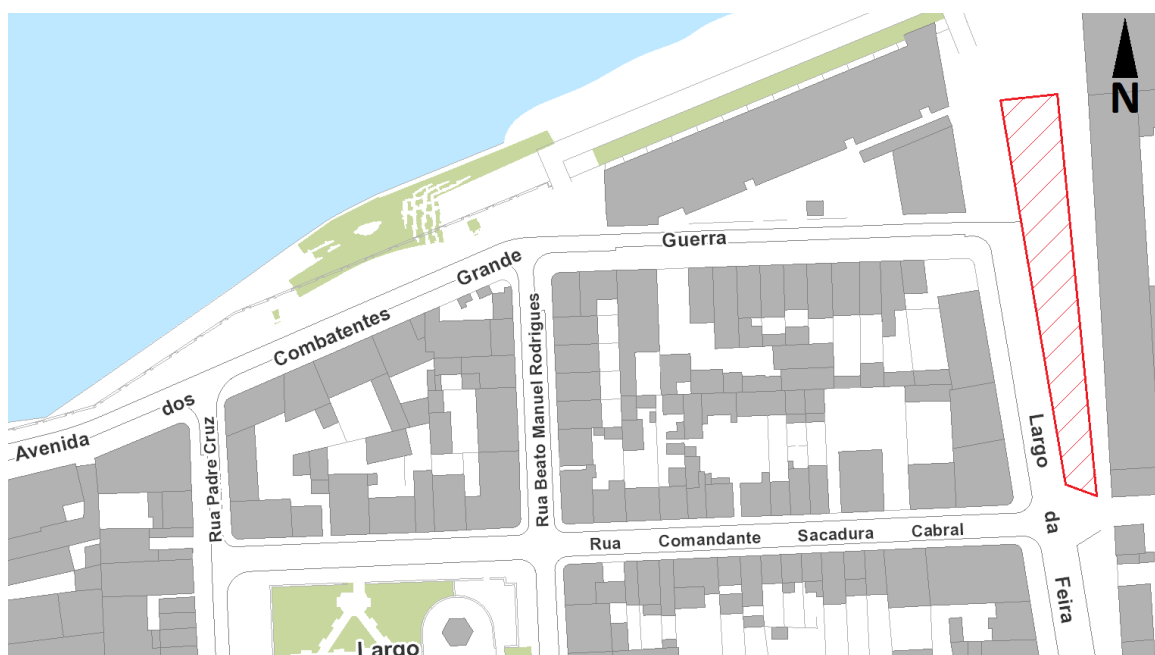 N
Avenida dos Combatentes Grande Guerra
Rua Padre Cruz
Rua Beato Manuel Rodrigues
Rua Comandante Sacadura Cabral
Largo da Feira
Largo